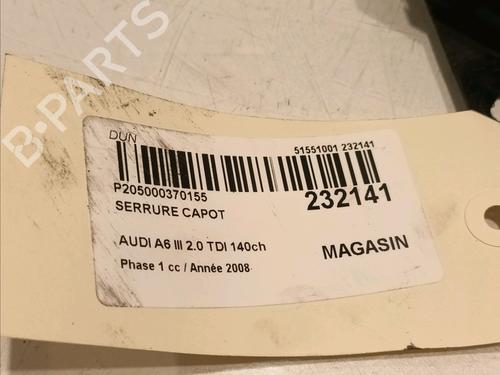 B-PARTS
DUN
51551001 232141
P205000370155
232141
SERRURE CAPOT
AUDI A6 III 2.0 TDI 140ch
MAGASIN
Phase 1 cc / Année 2008